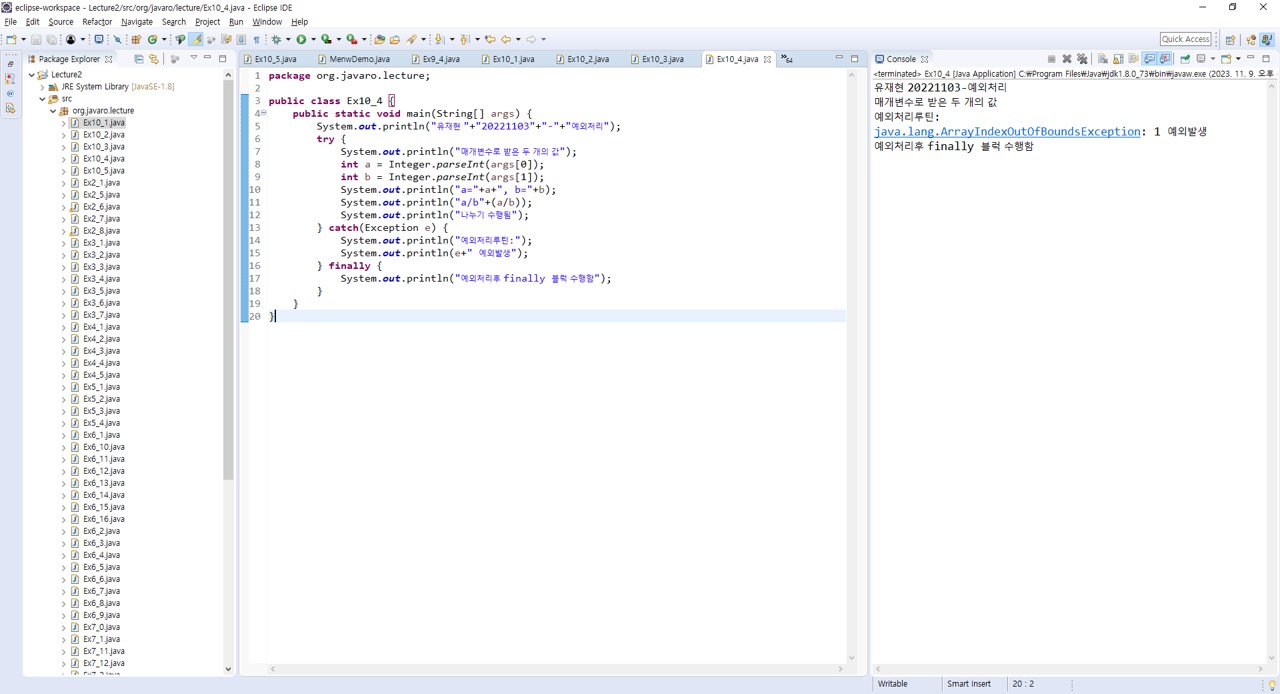 eclipse-workspace - Lecture2/src/org/javaro/lecture/Ex10_4.java - Eclipse IDE
File Edit Source Refactor Navigate Search Project Run Window Help
Quick Access
Package Explorer
Lecture2
JRE System Library [JavaSE-1.8]
src
org.javaro.lecture
Ex10_1.java
Ex10_2.java
Ex10_3.java
Ex10_4.java
Ex10_5.java
Ex2_1.java
Ex2_5.java
Ex2_6.java
Ex2_7.java
Ex2_8.java
Ex3_1.java
Ex3_2.java
Ex3_3.java
Ex3_4.java
Ex3_5.java
Ex3_6.java
Ex3_7.java
Ex4_1.java
Ex4_2.java
Ex4_3.java
Ex4_4.java
Ex4_5.java
Ex5_1.java
Ex5_2.java
Ex5_3.java
Ex5_4.java
Ex6_1.java
Ex6_10.java
Ex6_11.java
Ex6_12.java
Ex6_13.java
Ex6_14.java
Ex6_15.java
Ex6_16.java
Ex6_2.java
Ex6_3.java
Ex6_4.java
Ex6_5.java
Ex6_6.java
Ex6_7.java
Ex6_8.java
Ex6_9.java
Ex7_0.java
Ex7_1.java
Ex7_11.java
Ex7_12.java
Ex10_5.java MenwDemo.java Ex9_4.java Ex10_1.java Ex10_2.java Ex10_3.java Ex10_4.java »64
1 package org.javaro.lecture;
2
3 public class Ex10_4 {
4 public static void main(String[] args) {
5 System.out.println("유재현 "+"20221103"+"-"+"예외처리");
6 try {
7 System.out.println("매개변수로 받은 두 개의 값");
8 int a = Integer.parseInt(args[0]);
9 int b = Integer.parseInt(args[1]);
10 System.out.println("a="+a+", b="+b);
11 System.out.println("a/b"+(a/b));
12 System.out.println("나누기 수행됨");
13 } catch(Exception e) {
14 System.out.println("예외처리루틴:");
15 System.out.println(e+" 예외발생");
16 } finally {
17 System.out.println("예외처리후 finally 블럭 수행함");
18 }
19 }
20 }
Console
<terminated> Ex10_4 [Java Application] C:₩Program Files₩Java₩jdk1.8.0_73₩bin₩javaw.exe (2023. 11. 9. 오후
유재현 20221103-예외처리
매개변수로 받은 두 개의 값
예외처리루틴:
java.lang.ArrayIndexOutOfBoundsException: 1 예외발생
예외처리후 finally 블럭 수행함
Writable Smart Insert 20 : 2